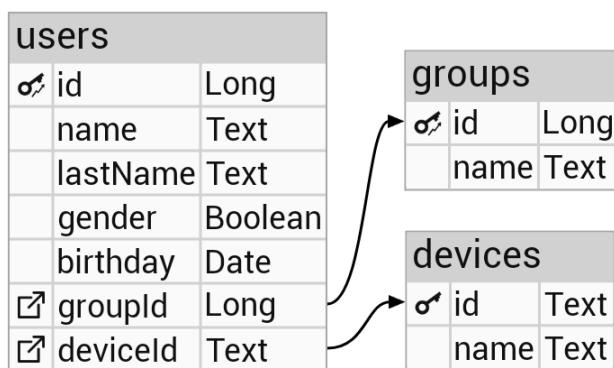 users
id Long
name Text
lastName Text
gender Boolean
birthday Date
groupId Long
deviceId Text
groups
id Long
name Text
devices
id Text
name Text